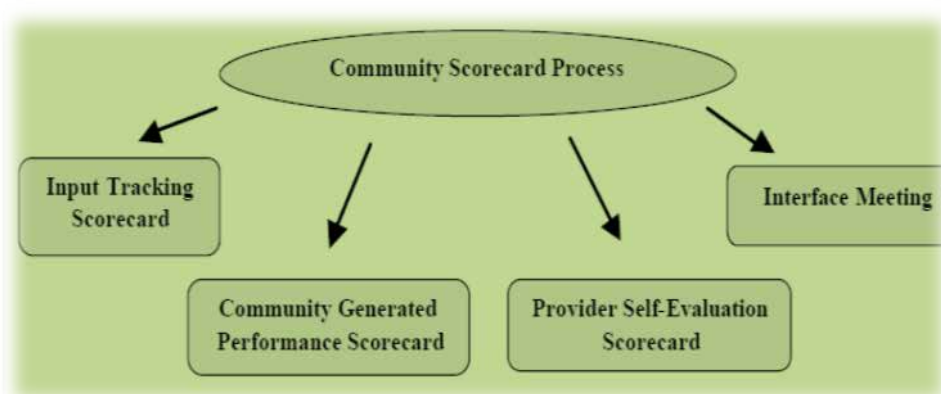 Community Scorecard Process
Input Tracking
Scorecard
Interface Meeting
Community Generated
Performance Scorecard
Provider Self-Evaluation
Scorecard